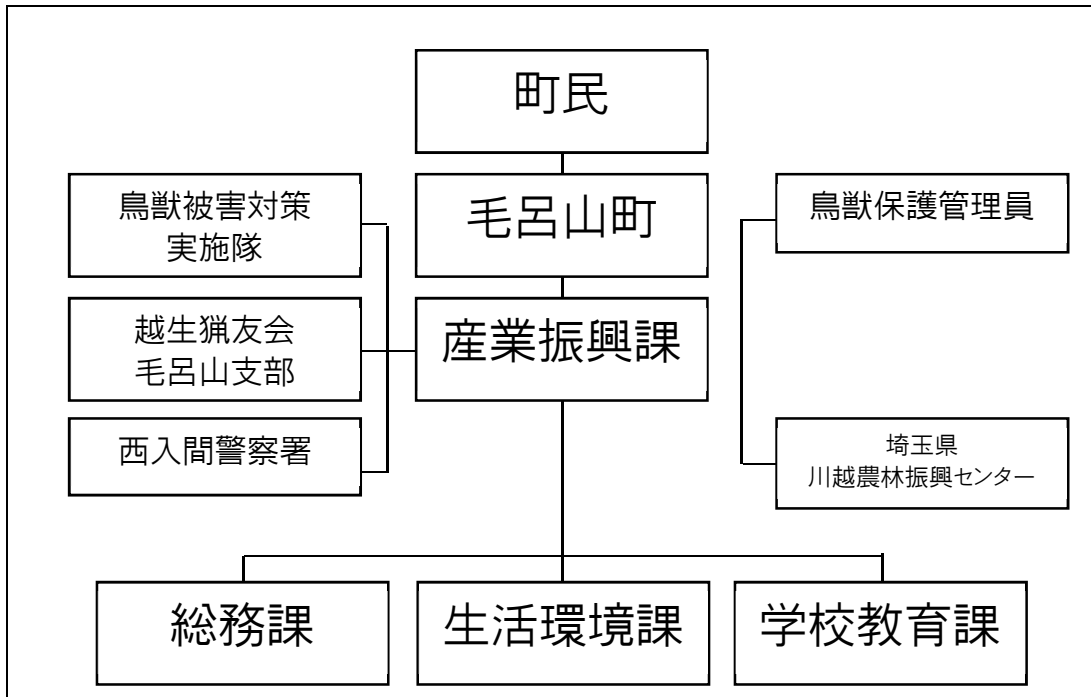 町民
毛呂山町
鳥獣被害対策
実施隊
鳥獣保護管理員
越生猟友会
毛呂山支部
産業振興課
西入間警察署
埼玉県
川越農林振興センター
総務課
生活環境課
学校教育課